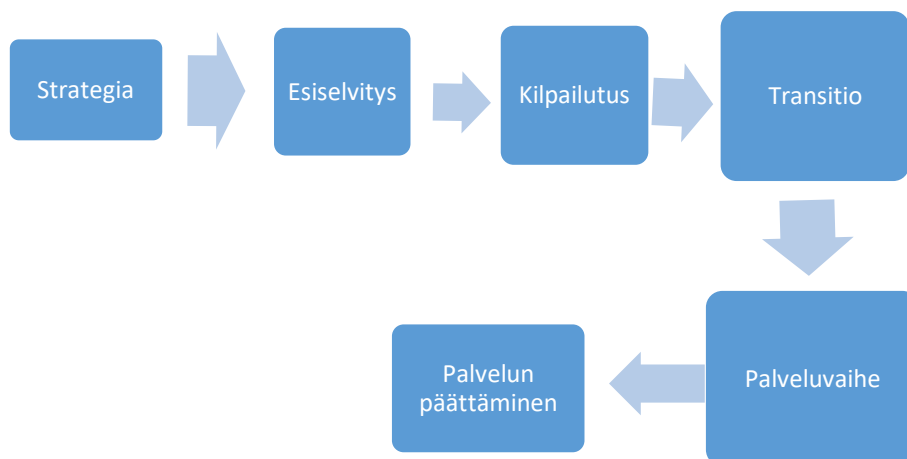 Strategia
Esiselvitys
Kilpailutus
Transitio
Palveluvaihe
Palvelun
päättäminen